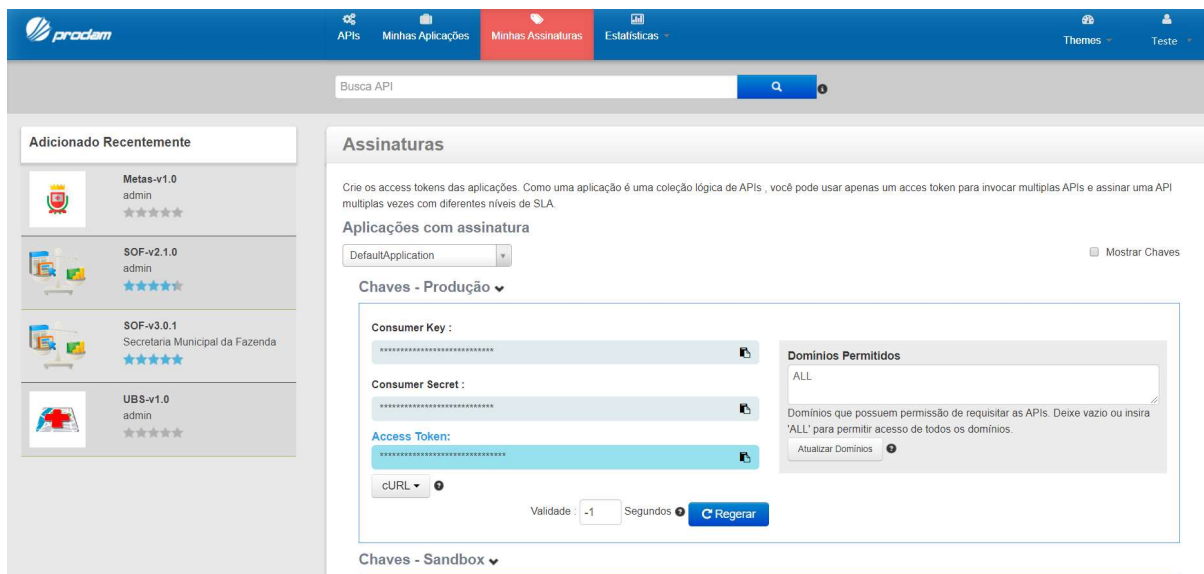 prodam
APIs
Minhas Aplicações
Minhas Assinaturas
Estatísticas
Themes
Teste
Busca API
Adicionado Recentemente
Metas-v1.0
admin
SOF-v2.1.0
admin
SOF-v3.0.1
Secretaria Municipal da Fazenda
UBS-v1.0
admin
Assinaturas
Crie os access tokens das aplicações. Como uma aplicação é uma coleção lógica de APIs , você pode usar apenas um acces token para invocar multiplas APIs e assinar uma API
multiplas vezes com diferentes níveis de SLA.
Aplicações com assinatura
DefaultApplication
Mostrar Chaves
Chaves - Produção
Consumer Key :
****************************
Consumer Secret :
****************************
Access Token:
*******************************
cURL
Validade : -1 Segundos Regerar
Domínios Permitidos
ALL
Domínios que possuem permissão de requisitar as APIs. Deixe vazio ou insira
'ALL' para permitir acesso de todos os domínios.
Atualizar Domínios
Chaves - Sandbox